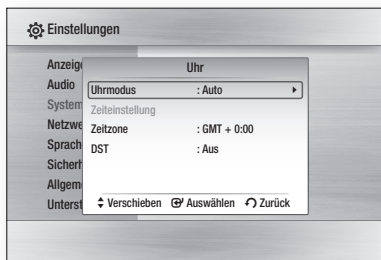 Einstellungen
Uhr
Anzeig
Audio
System
Netzwe
Sprach
Sicherh
Allgem
Unterst
Uhrmodus : Auto
Zeiteinstellung
Zeitzone : GMT + 0:00
DST : Aus
Verschieben Auswählen Zurück